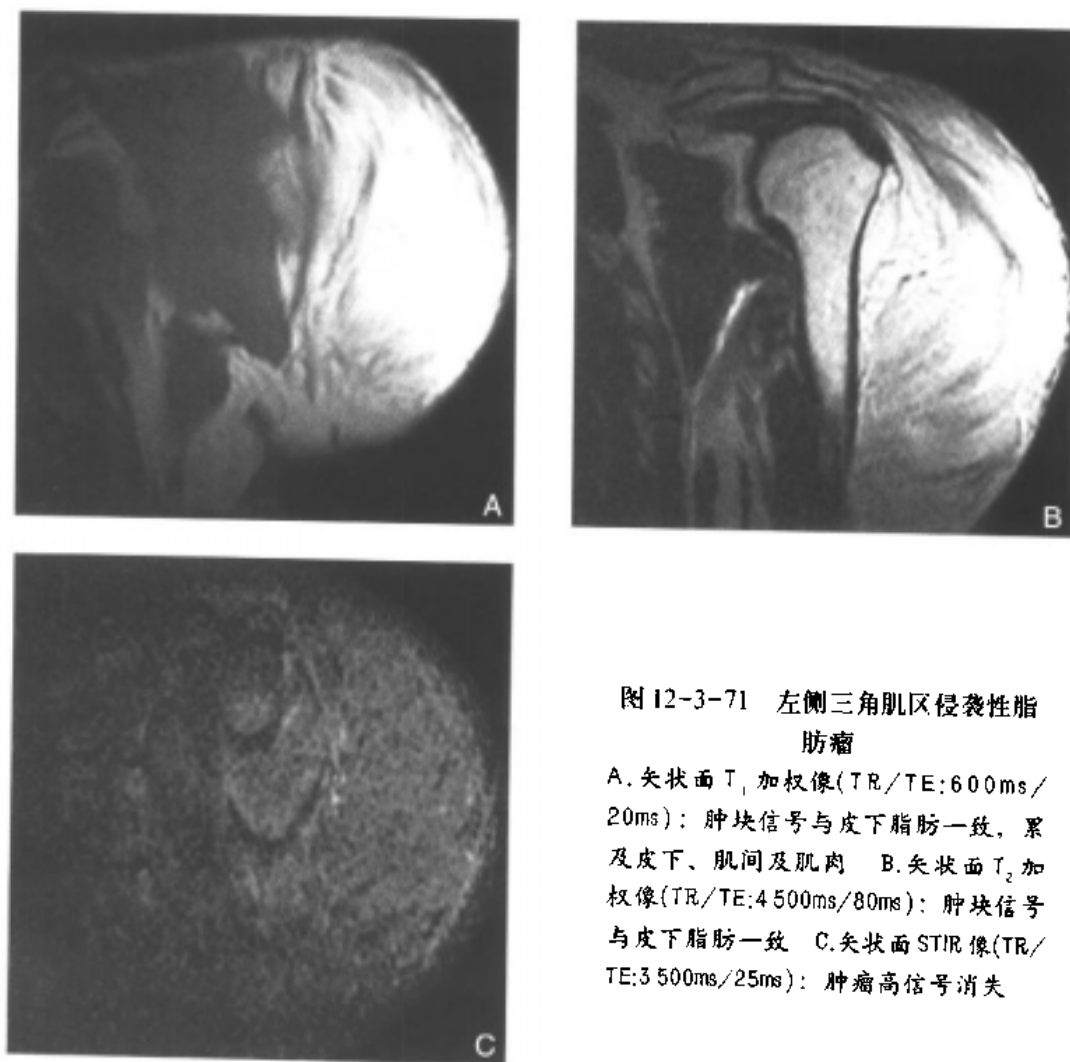 A
B
C
图 12-3-71 左侧三角肌区侵袭性脂
肪瘤
A.矢状面 T₁ 加权像(TR/TE:600ms/
20ms)：肿块信号与皮下脂肪一致，累
及皮下、肌间及肌肉 B.矢状面 T₂ 加
权像(TR/TE:4 500ms/80ms)：肿块信号
与皮下脂肪一致 C.矢状面 STIR 像(TR/
TE:3 500ms/25ms)：肿瘤高信号消失